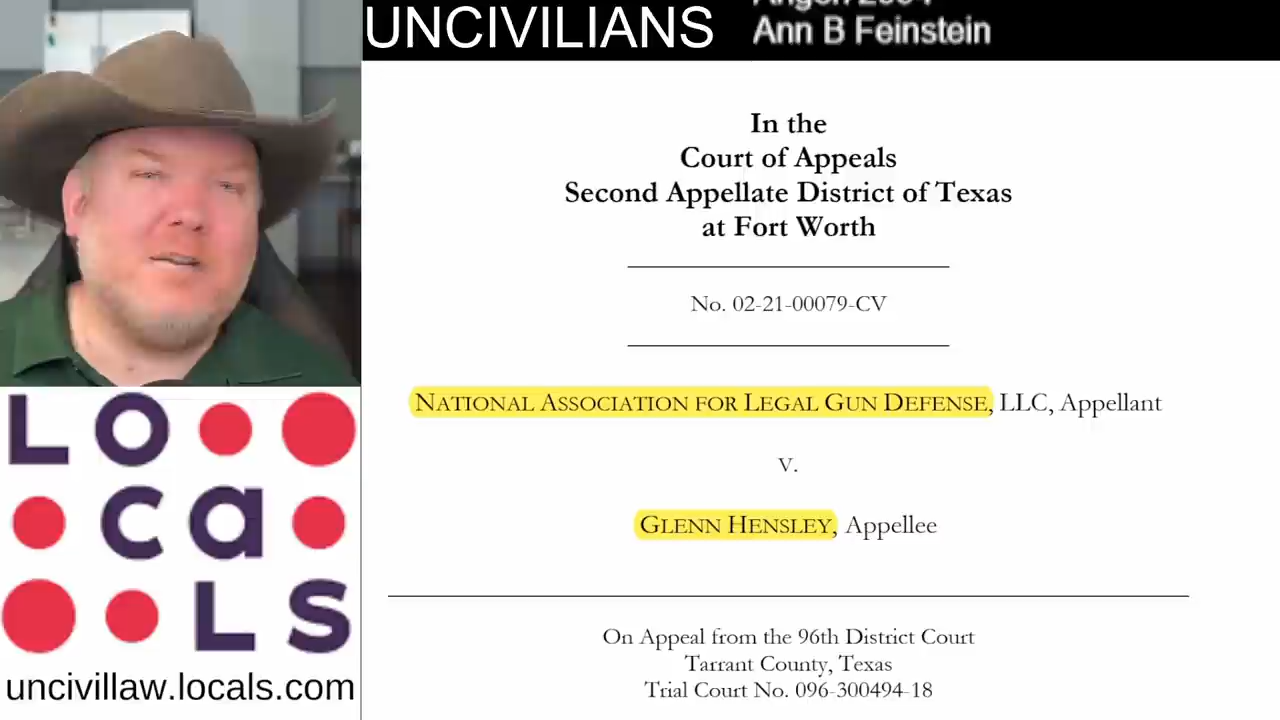 UNCIVILIANS
Ann B Feinstein
In the
Court of Appeals
Second Appellate District of Texas
at Fort Worth
No. 02-21-00079-CV
NATIONAL ASSOCIATION FOR LEGAL GUN DEFENSE, LLC, Appellant
V.
GLENN HENSLEY, Appellee
On Appeal from the 96th District Court
Tarrant County, Texas
Trial Court No. 096-300494-18
LOcaLS
uncivillaw.locals.com